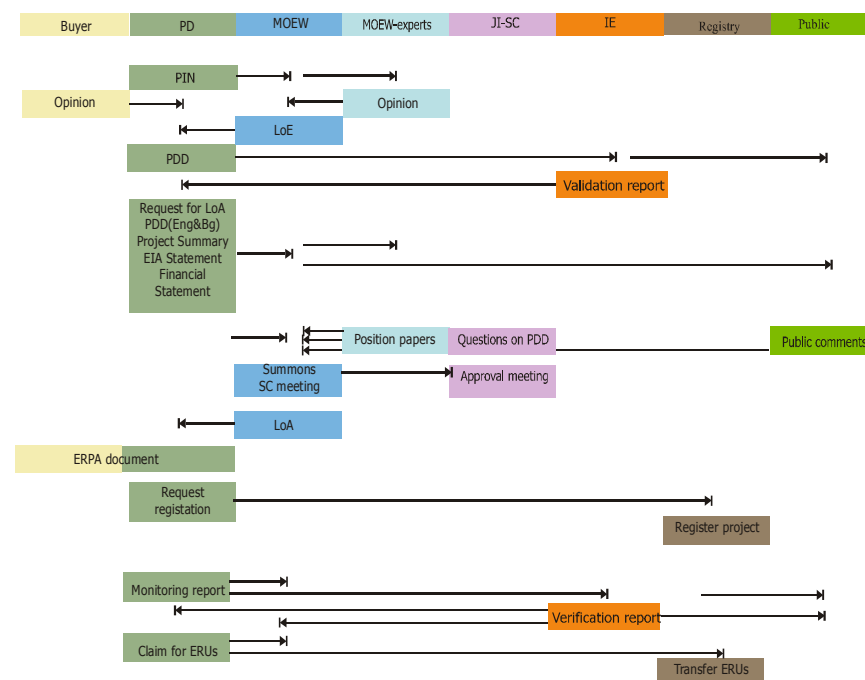 Buyer PD MOEW MOEW-experts JI-SC IE Registry Public
PIN
Opinion Opinion
LoE
PDD
Validation report
Request for LoA
PDD(Eng&Bg)
Project Summary
EIA Statement
Financial
Statement
Position papers Questions on PDD Public comments
Summons
SC meeting
Approval meeting
LoA
ERPA document
Request
registation
Register project
Monitoring report
Verification report
Claim for ERUs
Transfer ERUs